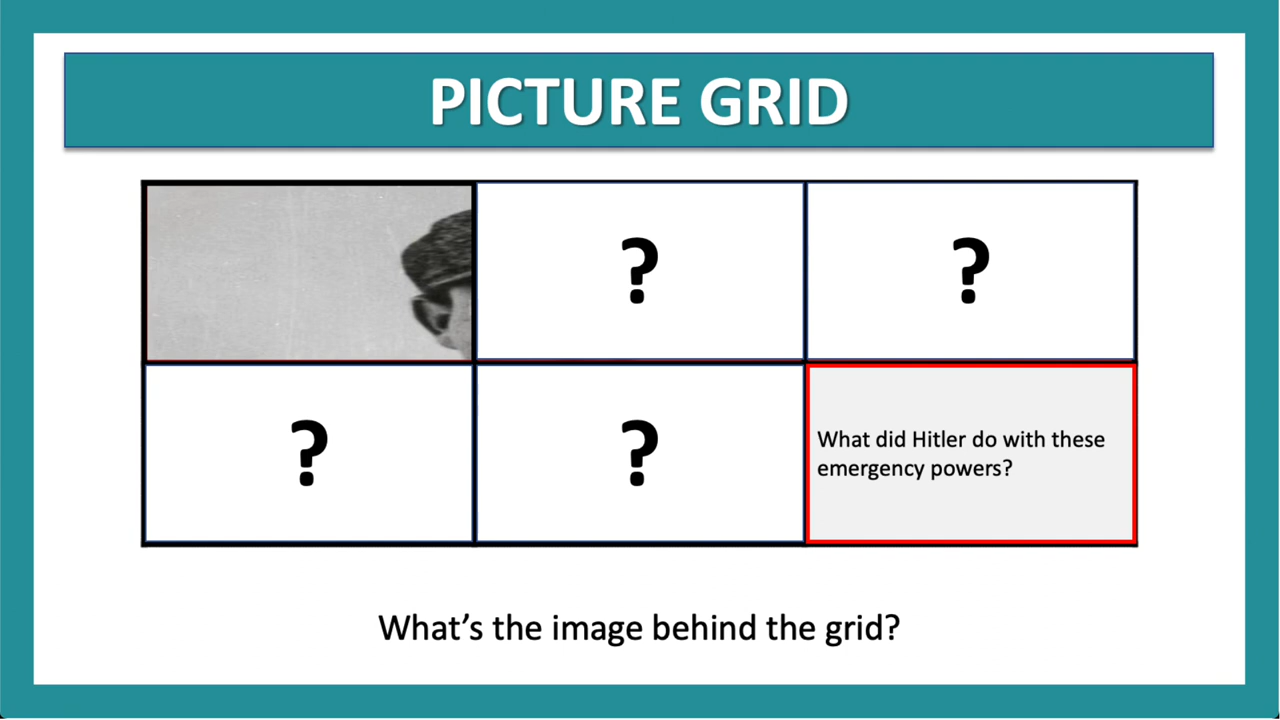 PICTURE GRID
?
?
?
?
What did Hitler do with these
emergency powers?
What’s the image behind the grid?